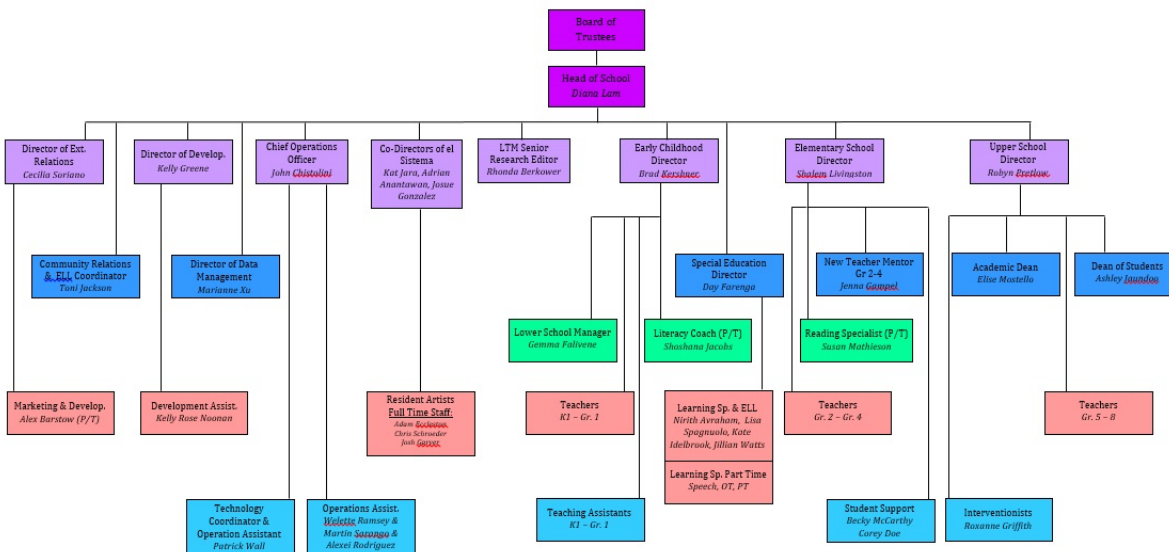 Board of
Trustees
Head of School
Diana Lam
Director of Ext.
Relations
Cecilia Soriano
Director of Develop.
Kelly Greene
Chief Operations
Officer
John Chistolini
Co-Directors of el
Sistema
Kat Jara, Adrian
Anantawan, Josue
Gonzalez
LTM Senior
Research Editor
Rhonda Berkower
Early Childhood
Director
Brad Kershner
Elementary School
Director
Shalem Livingston
Upper School
Director
Robyn Pretlow
Community Relations
& ELL Coordinator
Toni Jackson
Director of Data
Management
Marianne Xu
Special Education
Director
Day Farenga
New Teacher Mentor
Gr 2-4
Jenna Gampel
Academic Dean
Elise Mostello
Dean of Students
Ashley Jaundoo
Lower School Manager
Gemma Falivene
Literacy Coach (P/T)
Shoshana Jacobs
Reading Specialist (P/T)
Susan Mathieson
Marketing & Develop.
Alex Barstow (P/T)
Development Assist.
Kelly Rose Noonan
Resident Artists
Full Time Staff:
Adam
Chris Schroeder
Josh Garver
Teachers
K1 – Gr. 1
Learning Sp. & ELL
Nirith Avraham, Lisa
Spagnuolo, Kate
Idelbrook, Jillian Watts
Learning Sp. Part Time
Speech, OT, PT
Teachers
Gr. 2 – Gr. 4
Teachers
Gr. 5 – 8
Technology
Coordinator &
Operation Assistant
Patrick Wall
Operations Assist.
Welette Ramsey &
Martin &
Alexei Rodriguez
Teaching Assistants
K1 – Gr. 1
Student Support
Becky McCarthy
Corey Doe
Interventionists
Roxanne Griffith